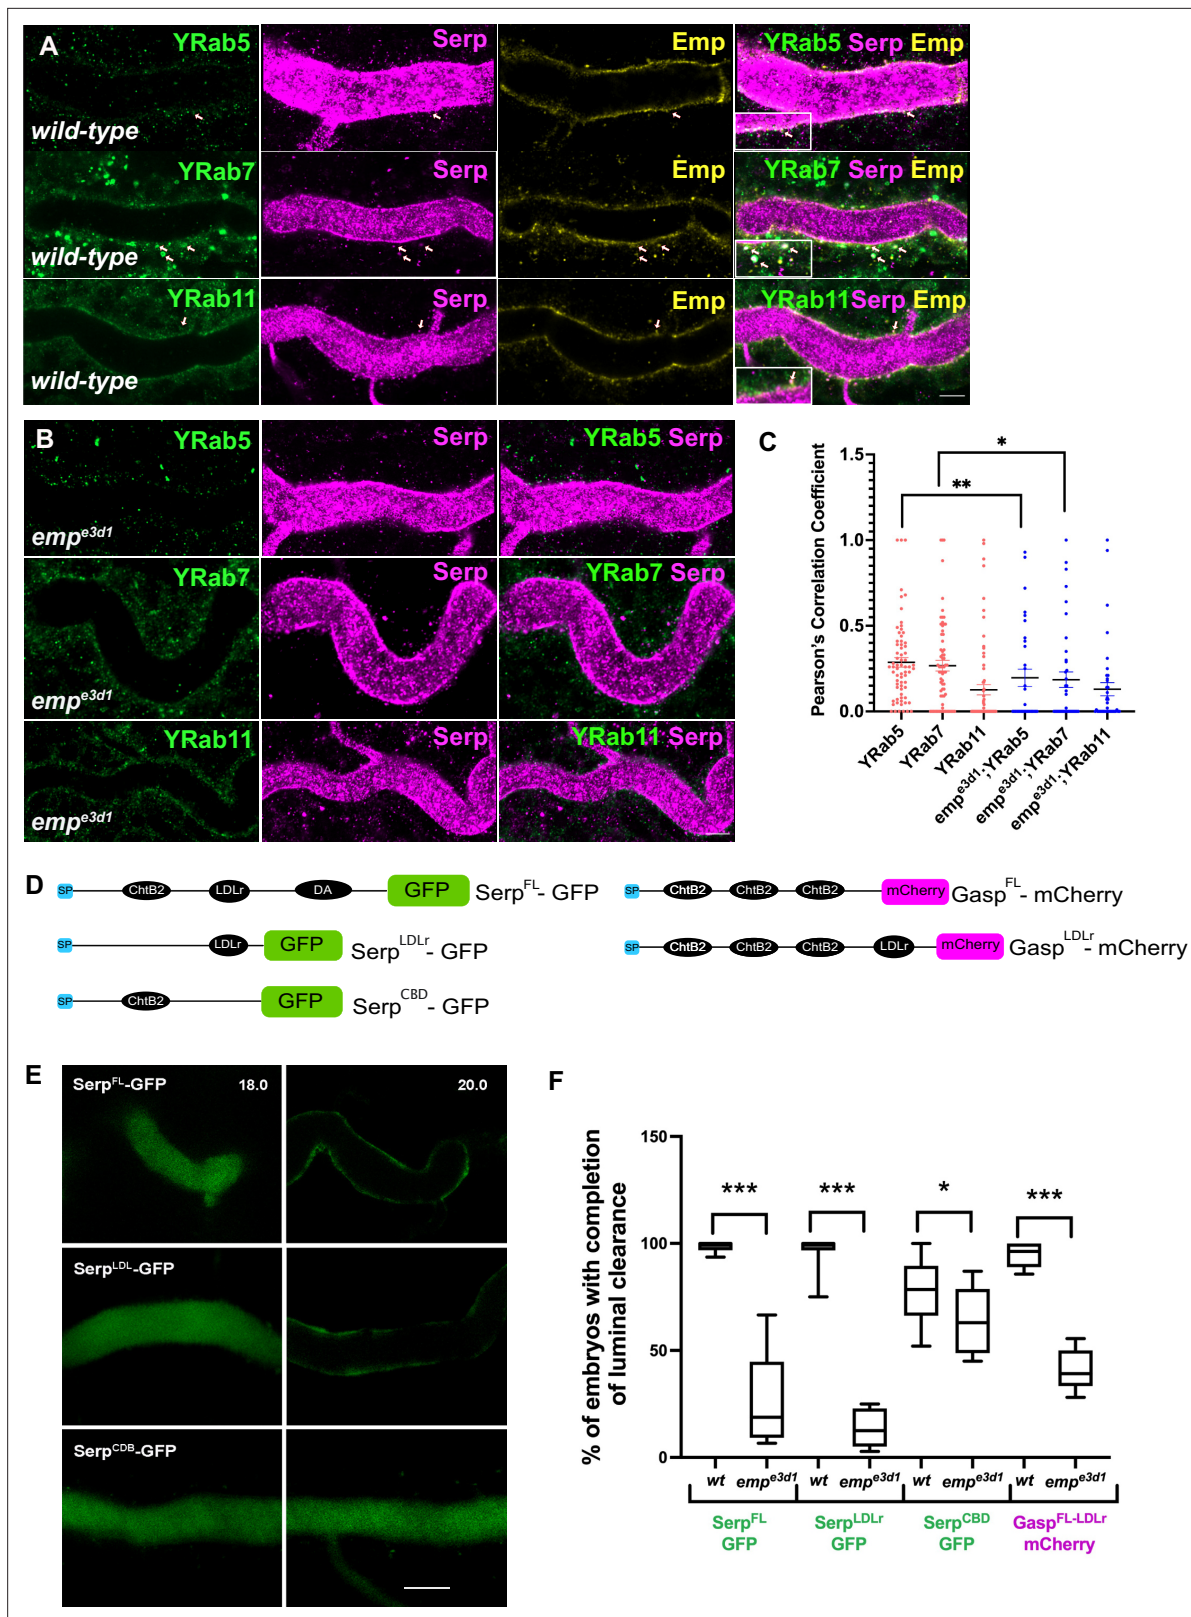 A
YRab5
Serp
Emp
YRab5 Serp Emp
wild-type
YRab7
Serp
Emp
YRab7 Serp Emp
wild-type
YRab11
Serp
Emp
YRab11Serp Emp
wild-type
B
YRab5
Serp
YRab5 Serp
emp^e3d1
YRab7
Serp
YRab7 Serp
emp^e3d1
YRab11
Serp
YRab11 Serp
emp^e3d1
C
Pearson's Correlation Coefficient
1.5
1.0
0.5
0.0
*
**
YRab5
YRab7
YRab11
emp^e3d1;YRab5
emp^e3d1;YRab7
emp^e3d1;YRab11
D
SP ChtB2 LDLr DA GFP Serp^FL- GFP
SP LDLr GFP Serp^LDLr- GFP
SP ChtB2 GFP Serp^CBD- GFP
SP ChtB2 ChtB2 ChtB2 mCherry Gasp^FL- mCherry
SP ChtB2 ChtB2 ChtB2 LDLr mCherry Gasp^LDLr- mCherry
E
Serp^FL-GFP 18.0
20.0
Serp^LDL-GFP
Serp^CDB-GFP
F
% of embryos with completion
of luminal clearance
150
100
50
0
*** *** * ***
wt emp^e3d1 wt emp^e3d1 wt emp^e3d1 wt emp^e3d1
Serp^FL Serp^LDLr Serp^CBD Gasp^FL-LDLr
GFP GFP GFP mCherry